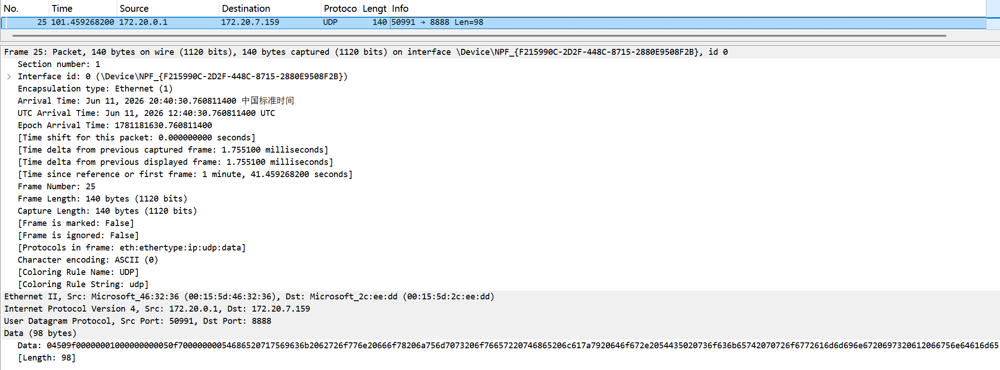 No. Time Source Destination Protoco Lengt Info
25 101.459268200 172.20.0.1 172.20.7.159 UDP 140 50991 → 8888 Len=98
Frame 25: Packet, 140 bytes on wire (1120 bits), 140 bytes captured (1120 bits) on interface \Device\NPF_{F215990C-2D2F-448C-8715-2880E9508F2B}, id 0
Section number: 1
Interface id: 0 (\Device\NPF_{F215990C-2D2F-448C-8715-2880E9508F2B})
Encapsulation type: Ethernet (1)
Arrival Time: Jun 11, 2026 20:40:30.760811400 中国标准时间
UTC Arrival Time: Jun 11, 2026 12:40:30.760811400 UTC
Epoch Arrival Time: 1781181630.760811400
[Time shift for this packet: 0.000000000 seconds]
[Time delta from previous captured frame: 1.755100 milliseconds]
[Time delta from previous displayed frame: 1.755100 milliseconds]
[Time since reference or first frame: 1 minute, 41.459268200 seconds]
Frame Number: 25
Frame Length: 140 bytes (1120 bits)
Capture Length: 140 bytes (1120 bits)
[Frame is marked: False]
[Frame is ignored: False]
[Protocols in frame: eth:ethertype:ip:udp:data]
Character encoding: ASCII (0)
[Coloring Rule Name: UDP]
[Coloring Rule String: udp]
Ethernet II, Src: Microsoft_46:32:36 (00:15:5d:46:32:36), Dst: Microsoft_2c:ee:dd (00:15:5d:2c:ee:dd)
Internet Protocol Version 4, Src: 172.20.0.1, Dst: 172.20.7.159
User Datagram Protocol, Src Port: 50991, Dst Port: 8888
Data (98 bytes)
Data: 04509f00000001000000000050f70000000054686520717569636b2062726f776e20666f78206a756d7073206f76657220746865206c617a7920646f672e2054435020736f636b65742070726f6772616d6d696e6720697320612066756e64616d65
[Length: 98]